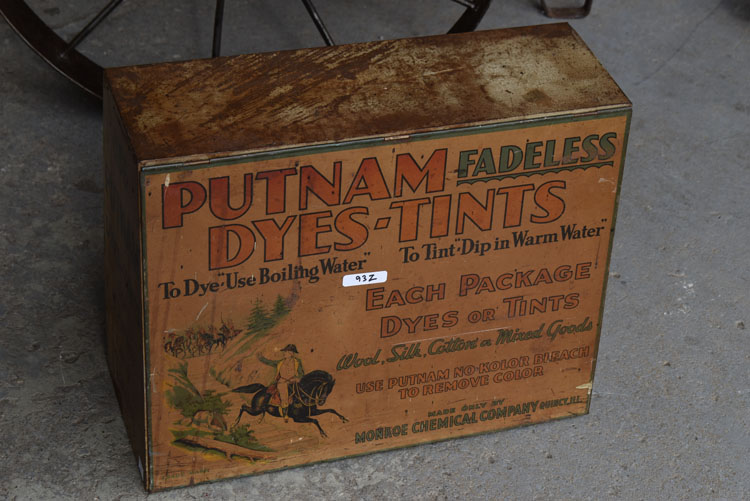 PUTNAM FADELESS
DYES-TINTS
To Dye "Use Boiling Water" To Tint "Dip in Warm Water"
93Z
EACH PACKAGE
DYES OR TINTS
Wool, Silk, Cotton or Mixed Goods
USE PUTNAM NO-KOLOR BLEACH
TO REMOVE COLOR
MADE ONLY BY
MONROE CHEMICAL COMPANY QUINCY, ILL.